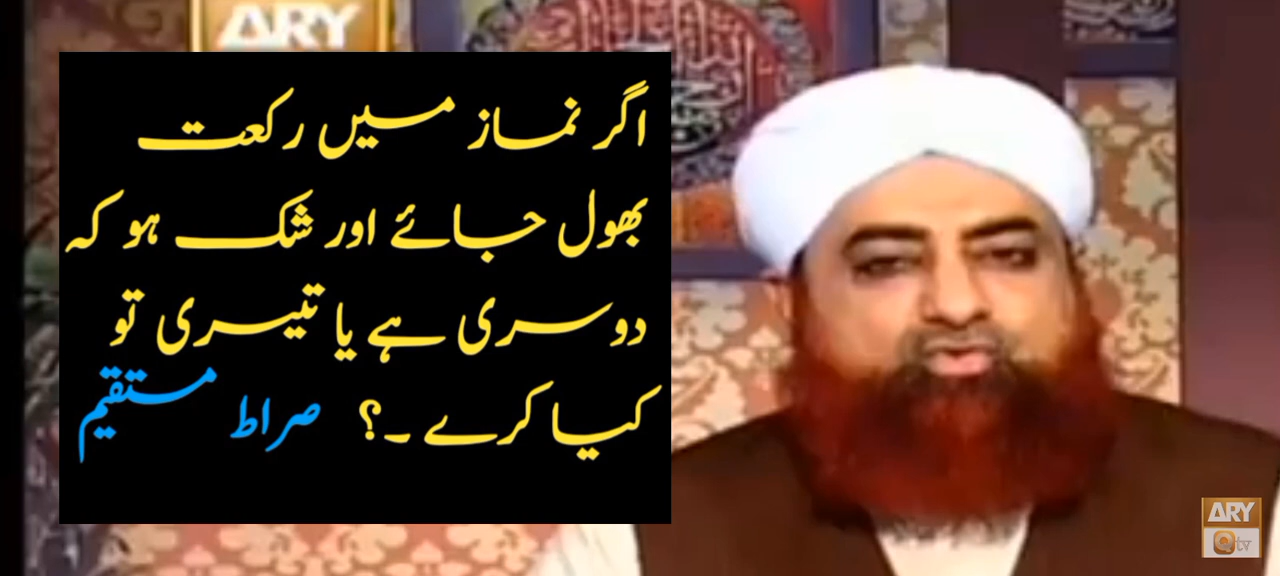 ARY
اگر نماز میں رکعت
بھول جائے اور شک ہو کہ
دوسری ہے یا تیسری تو
کیا کرے ۔؟ صراط مستقیم
ARY
Qtv